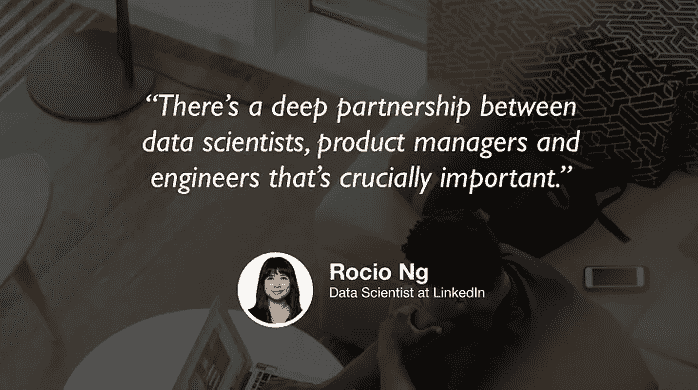 “There’s a deep partnership between
data scientists, product managers and
engineers that’s crucially important.”
Rocio Ng
Data Scientist at LinkedIn